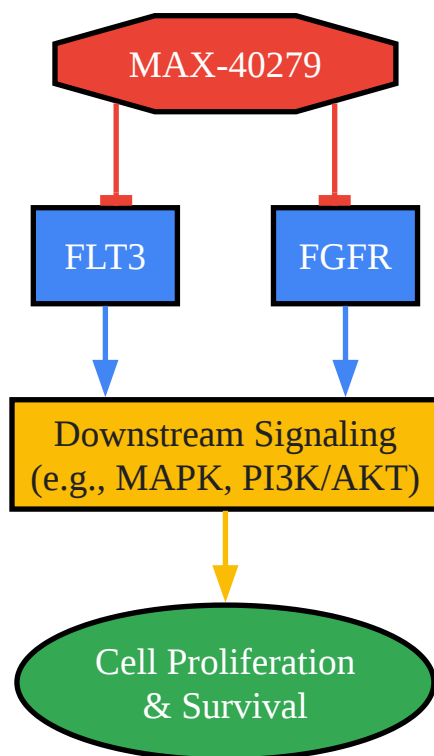 MAX-40279
FLT3
FGFR
Downstream Signaling
(e.g., MAPK, PI3K/AKT)
Cell Proliferation
& Survival